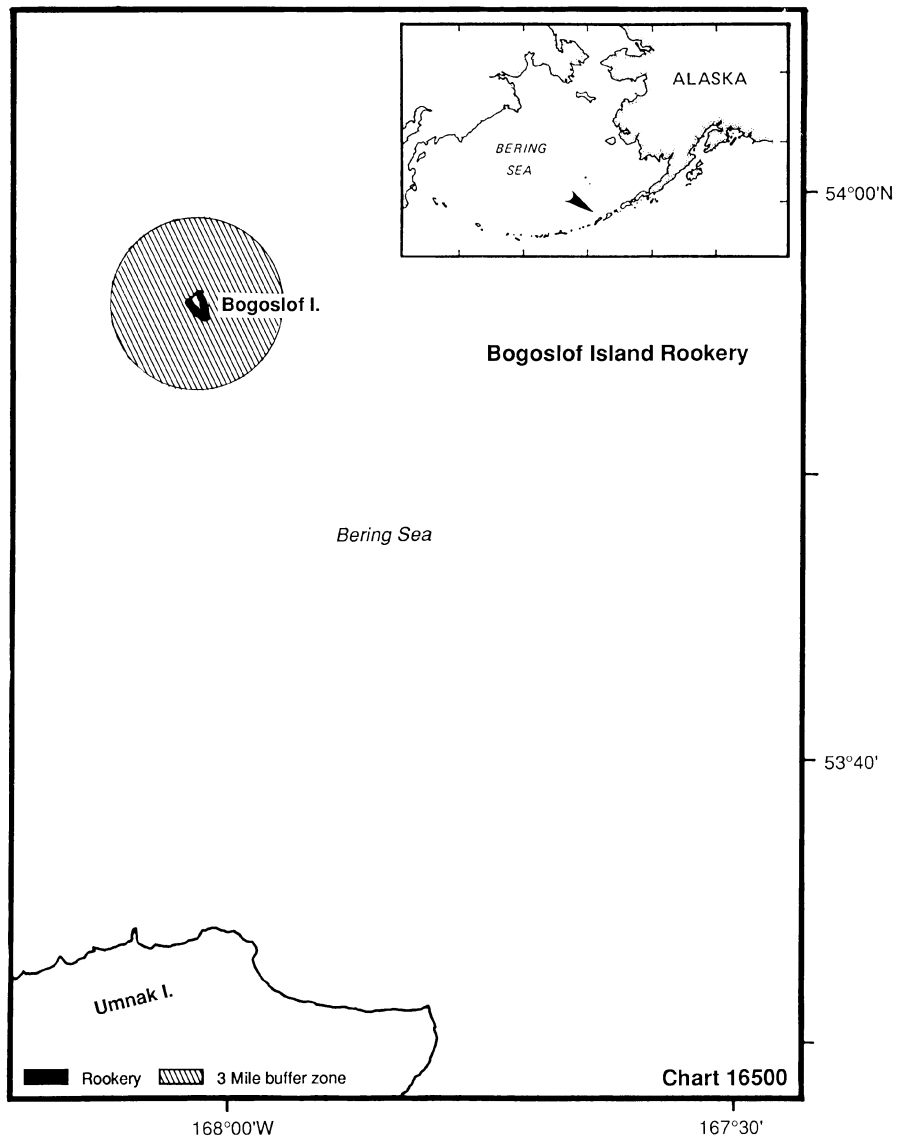 ALASKA
BERING
SEA
54°00'N
Bogoslof I.
Bogoslof Island Rookery
Bering Sea
53°40'
Umnak I.
Rookery
3 Mile buffer zone
Chart 16500
168°00'W
167°30'